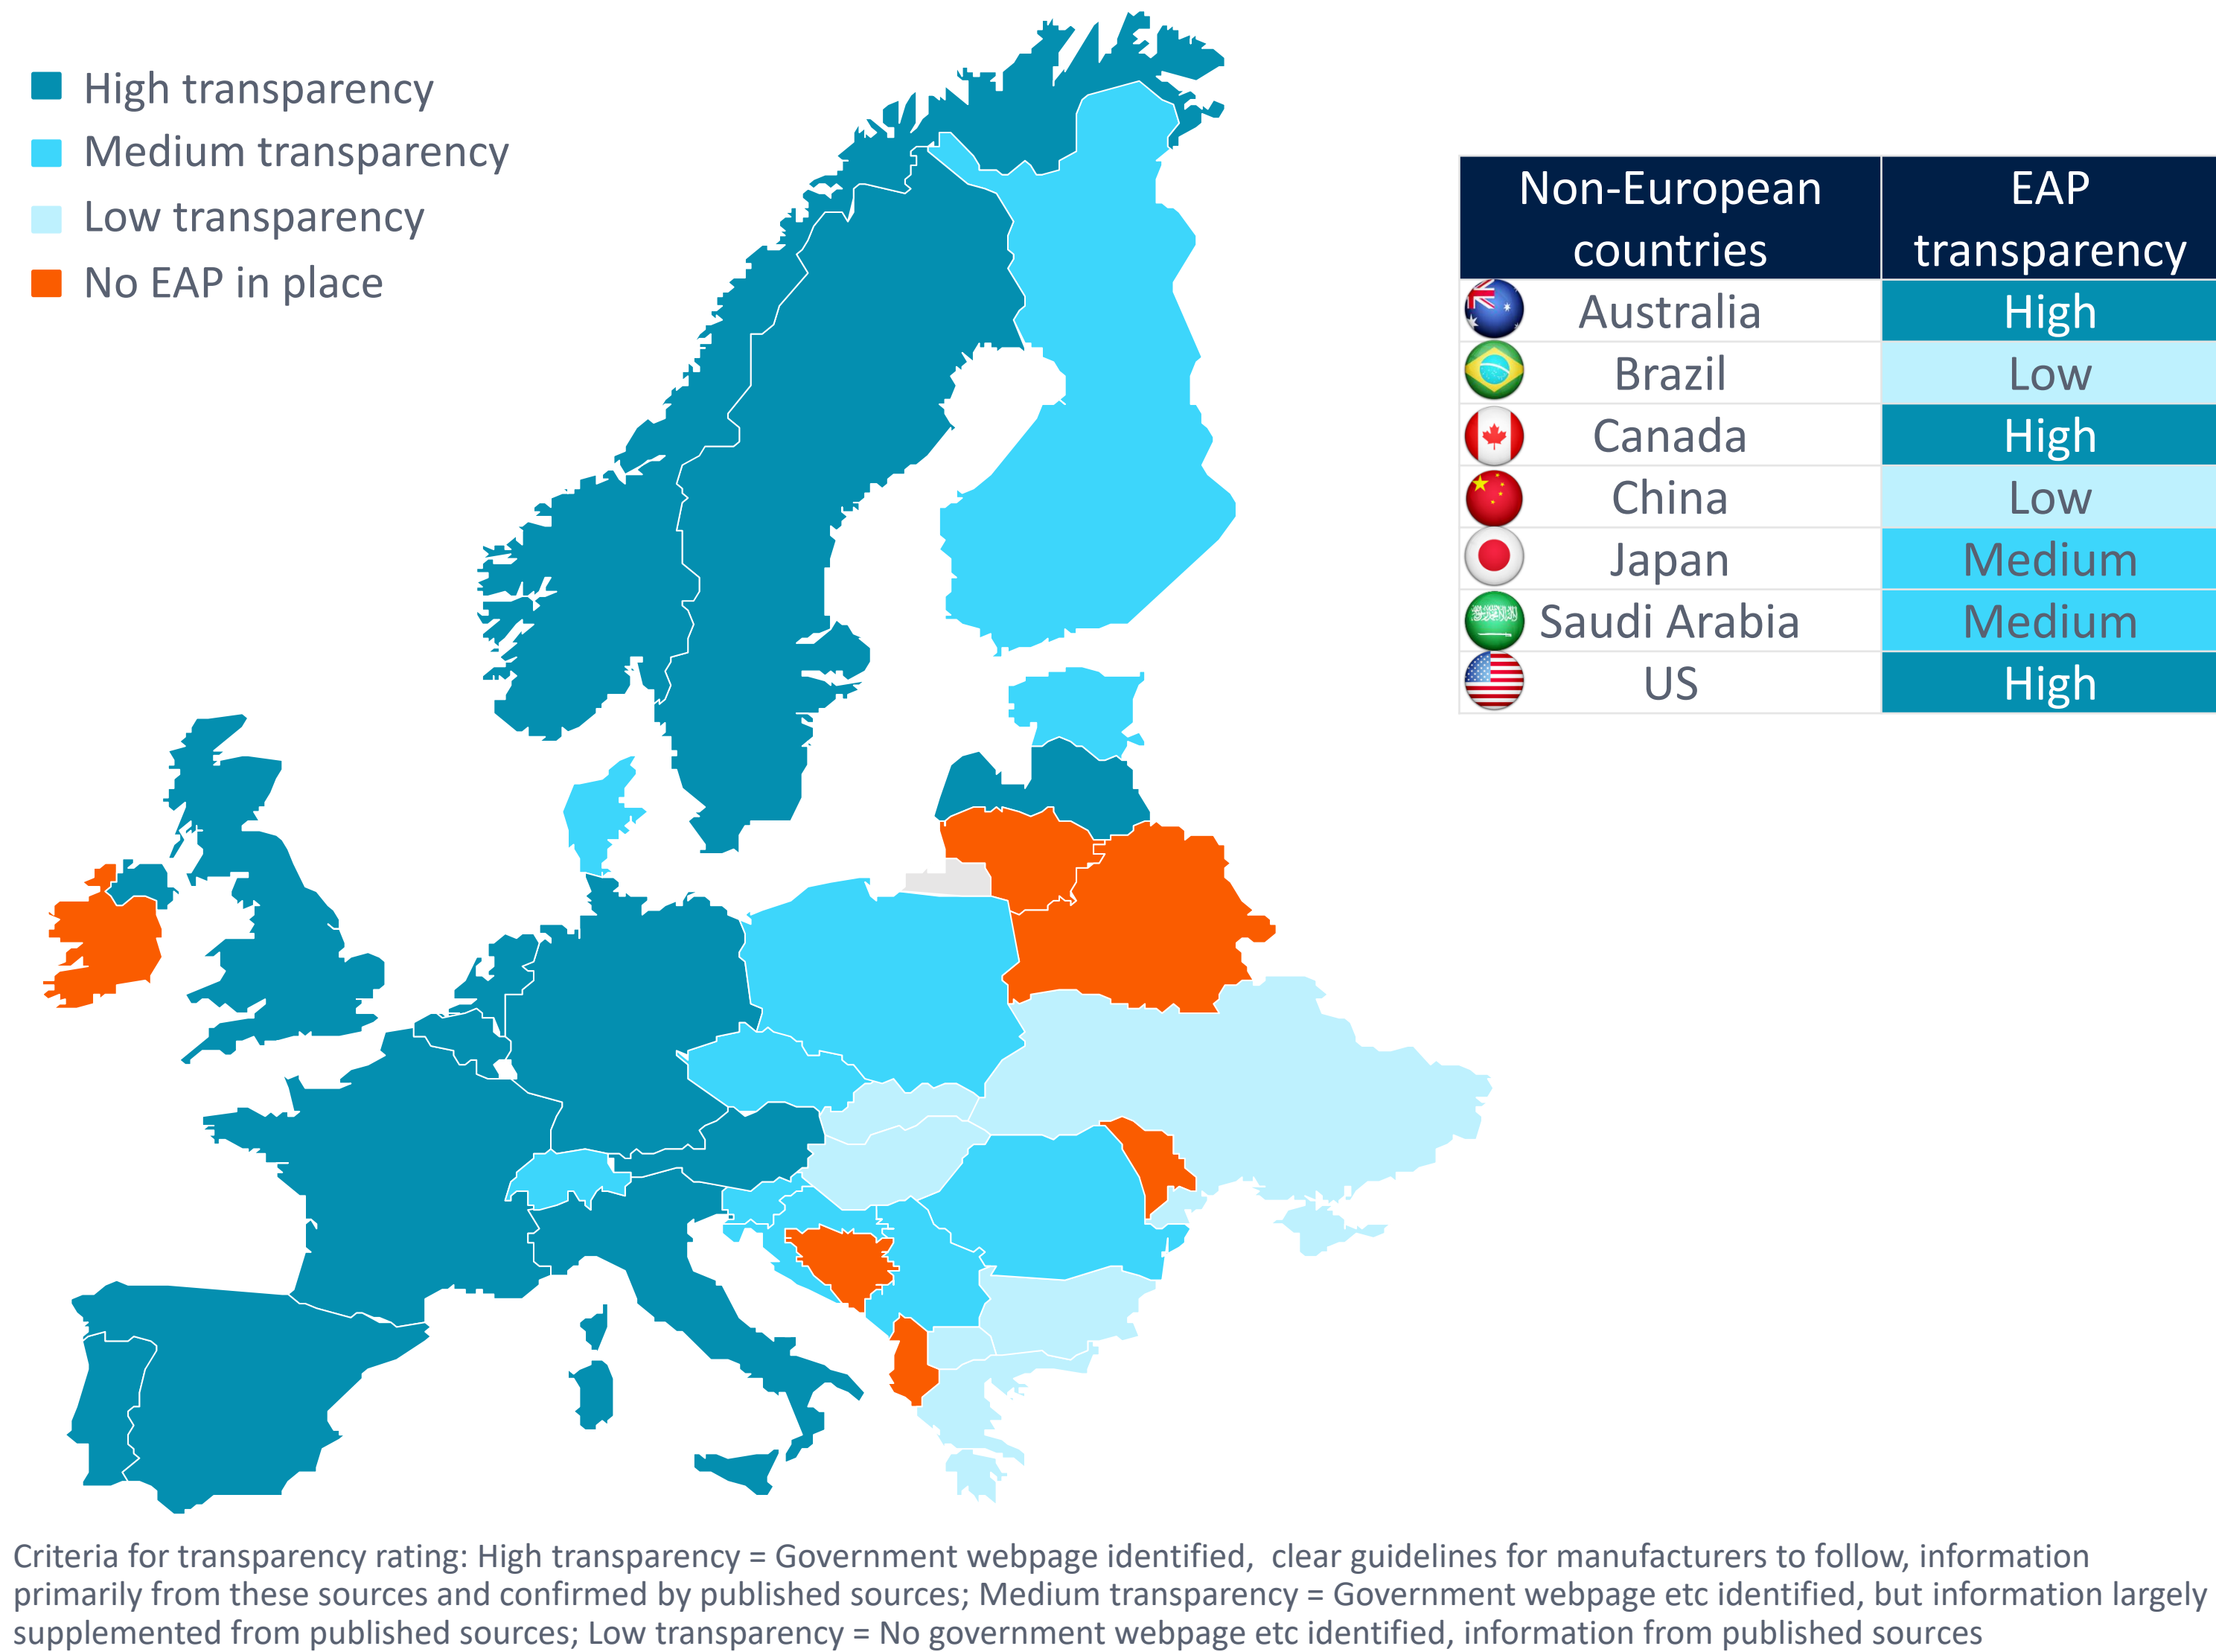 High transparency
Medium transparency
Low transparency
No EAP in place
Non-European countries
EAP transparency
Australia High
Brazil Low
Canada High
China Low
Japan Medium
Saudi Arabia Medium
US High
Criteria for transparency rating: High transparency = Government webpage identified,  clear guidelines for manufacturers to follow, information
primarily from these sources and confirmed by published sources; Medium transparency = Government webpage etc identified, but information largely
supplemented from published sources; Low transparency = No government webpage etc identified, information from published sources